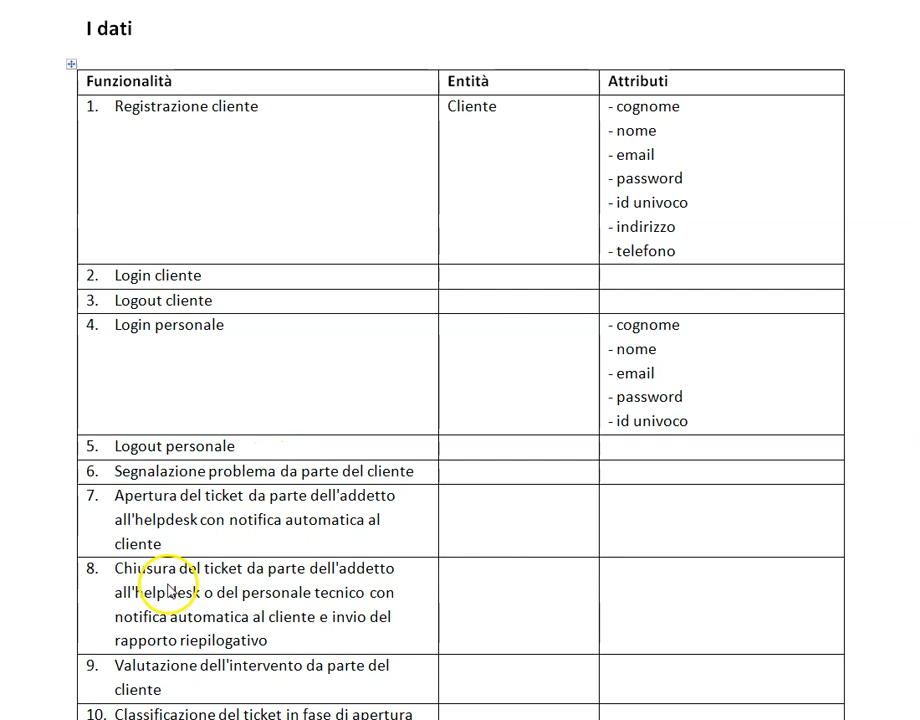 I dati
Funzionalità Entità Attributi
1. Registrazione cliente Cliente - cognome
- nome
- email
- password
- id univoco
- indirizzo
- telefono
2. Login cliente
3. Logout cliente
4. Login personale - cognome
- nome
- email
- password
- id univoco
5. Logout personale
6. Segnalazione problema da parte del cliente
7. Apertura del ticket da parte dell'addetto
all'helpdesk con notifica automatica al
cliente
8. Chiusura del ticket da parte dell'addetto
all'helpdesk o del personale tecnico con
notifica automatica al cliente e invio del
rapporto riepilogativo
9. Valutazione dell'intervento da parte del
cliente
10. Classificazione del ticket in fase di apertura